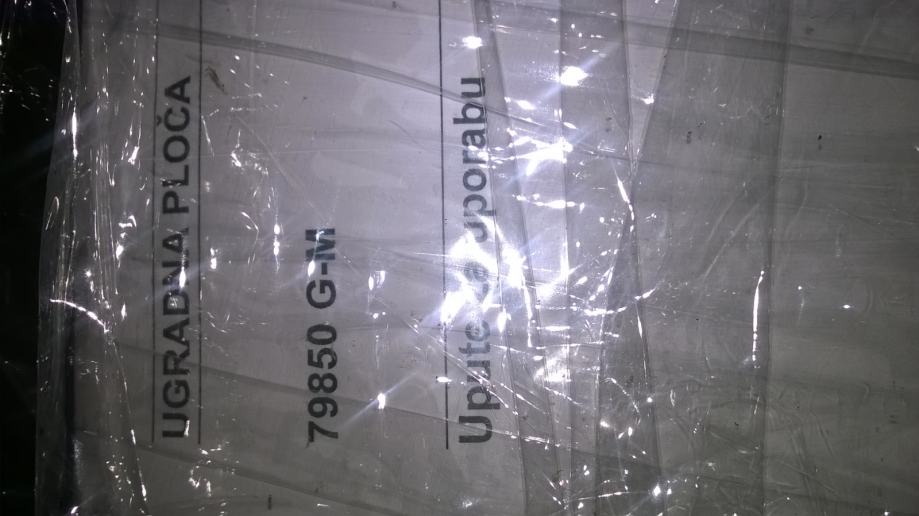 UGRADNA PLOČA
79850 G-M
Upute za uporabu